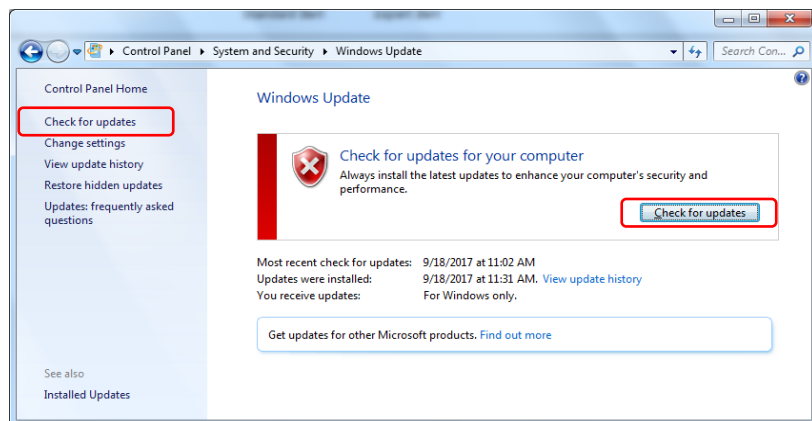 Control Panel System and Security Windows Update Search Con...
Control Panel Home
Check for updates
Change settings
View update history
Restore hidden updates
Updates: frequently asked
questions
See also
Installed Updates
Windows Update
Check for updates for your computer
Always install the latest updates to enhance your computer's security and
performance.
Check for updates
Most recent check for updates: 9/18/2017 at 11:02 AM
Updates were installed: 9/18/2017 at 11:31 AM. View update history
You receive updates: For Windows only.
Get updates for other Microsoft products. Find out more